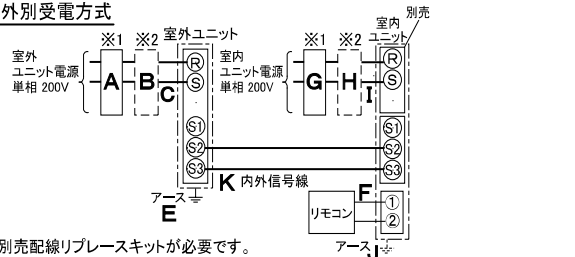 外別受電方式
別売
※1
※2
室外ユニット
※1
※2
室内
ユニット
室外
ユニット電源
単相 200V
A
B
C
R
S
室内
ユニット電源
単相 200V
G
H
I
R
S
S1
S2
S3
S1
S2
S3
K 内外信号線
アース
E
F
リモコン
1
2
アース
別売配線リプレースキットが必要です。